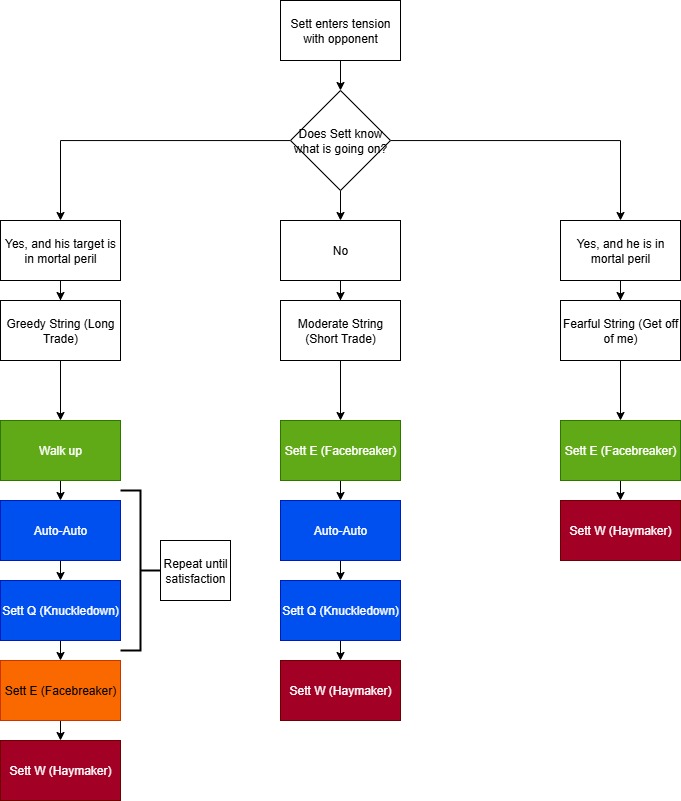 Sett enters tension
with opponent
Does Sett know
what is going on?
Yes, and his target is
in mortal peril
No
Yes, and he is in
mortal peril
Greedy String (Long
Trade)
Moderate String
(Short Trade)
Fearful String (Get off
of me)
Walk up
Sett E (Facebreaker)
Sett E (Facebreaker)
Auto-Auto
Auto-Auto
Sett W (Haymaker)
Repeat until
satisfaction
Sett Q (Knuckledown)
Sett Q (Knuckledown)
Sett E (Facebreaker)
Sett W (Haymaker)
Sett W (Haymaker)